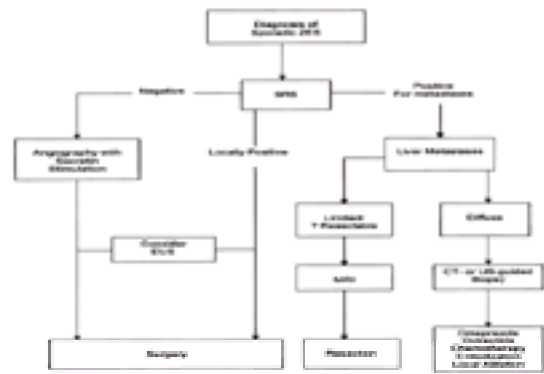 Diagnosis of
Sporadic ZES
SRS
Negative
Positive
For metastases
Locally Positive
Angiography with
Secretin
Stimulation
Liver Metastases
Limited
? Resectable
Diffuse
Consider
EUS
MRI
CT- or US-guided
Biopsy
Surgery
Resection
Omeprazole
Octreotide
Chemotherapy
Embolization
Local Ablation